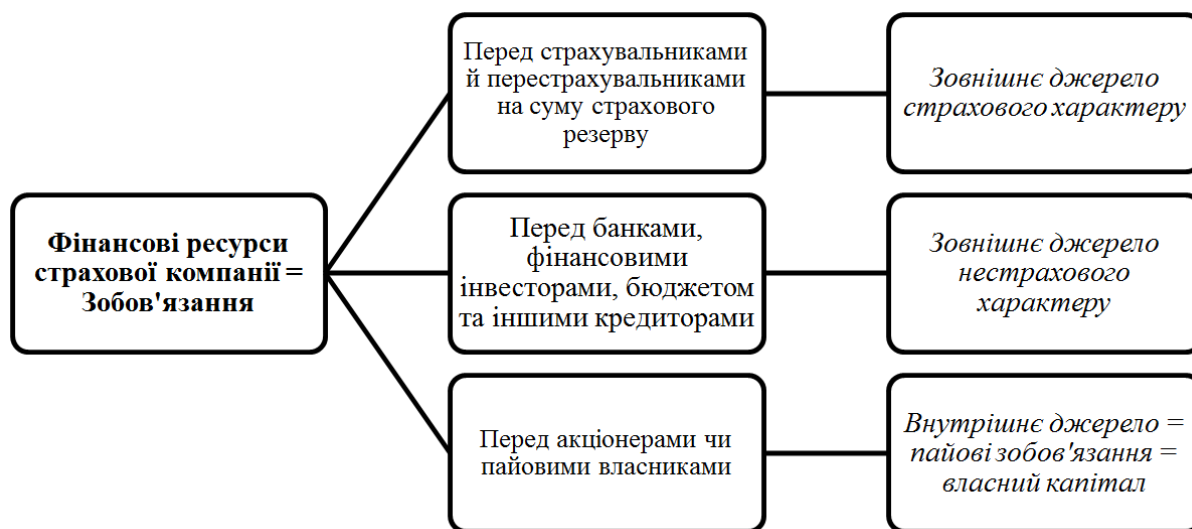 Фінансові ресурси
страхової компанії =
Зобов'язання
Перед страхувальниками
й перестрахувальниками
на суму страхового
резерву
Зовнішнє джерело
страхового характеру
Перед банками,
фінансовими
інвесторами, бюджетом
та іншими кредиторами
Зовнішнє джерело
нестрахового
характеру
Перед акціонерами чи
пайовими власниками
Внутрішнє джерело =
пайові зобов'язання =
власний капітал